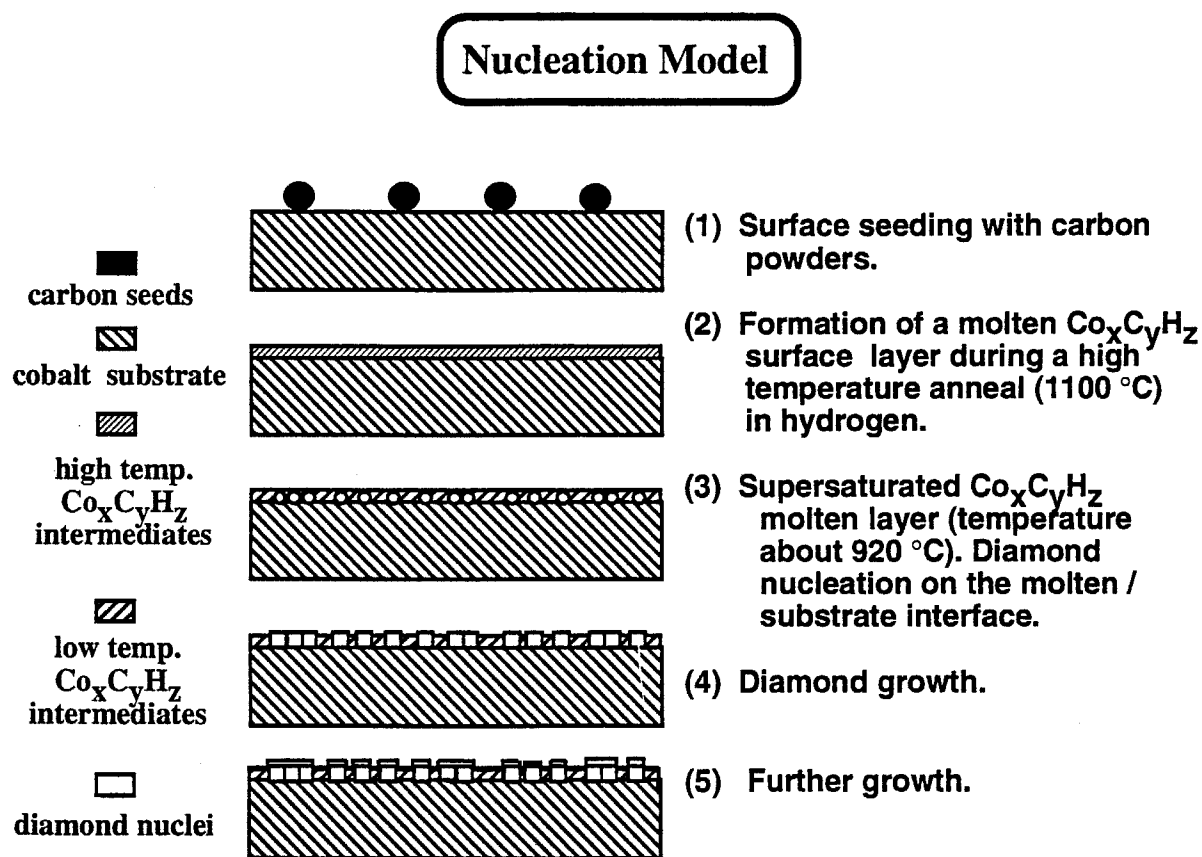 Nucleation Model
carbon seeds
cobalt substrate
high temp.
CoxCyHz
intermediates
low temp.
CoxCyHz
intermediates
diamond nuclei
(1) Surface seeding with carbon
powders.
(2) Formation of a molten CoxCyHz
surface layer during a high
temperature anneal (1100 °C)
in hydrogen.
(3) Supersaturated CoxCyHz
molten layer (temperature
about 920 °C). Diamond
nucleation on the molten /
substrate interface.
(4) Diamond growth.
(5) Further growth.